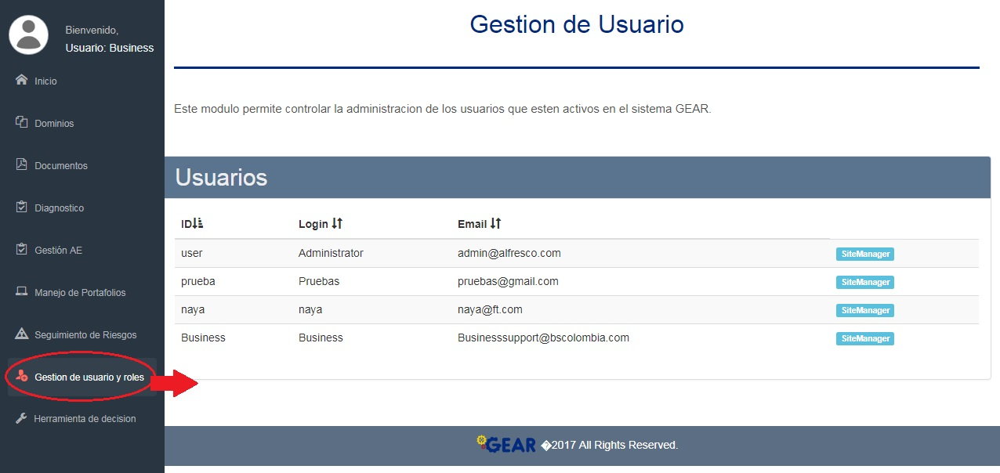 Bienvenido,
Usuario: Business
Inicio
Dominios
Documentos
Diagnostico
Gestión AE
Manejo de Portafolios
Seguimiento de Riesgos
Gestion de usuario y roles
Herramienta de decision
Gestion de Usuario
Este modulo permite controlar la administracion de los usuarios que esten activos en el sistema GEAR.
Usuarios
ID Login Email
user Administrator admin@alfresco.com SiteManager
prueba Pruebas pruebas@gmail.com SiteManager
naya naya naya@ft.com SiteManager
Business Business Businesssupport@bscolombia.com SiteManager
GEAR �2017 All Rights Reserved.